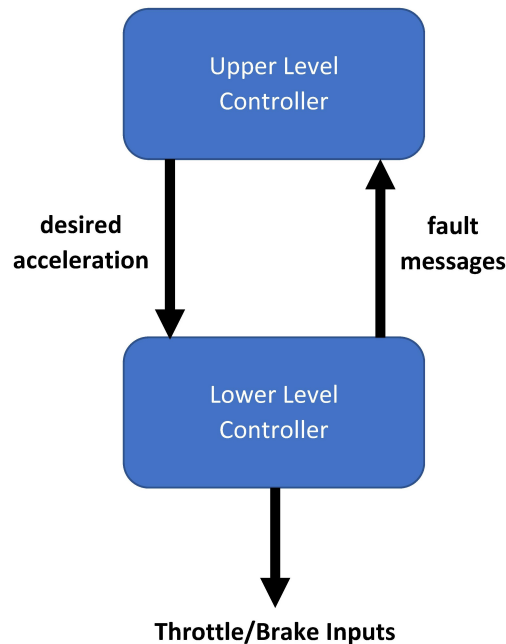 Upper Level
Controller
desired
acceleration
fault
messages
Lower Level
Controller
Throttle/Brake Inputs